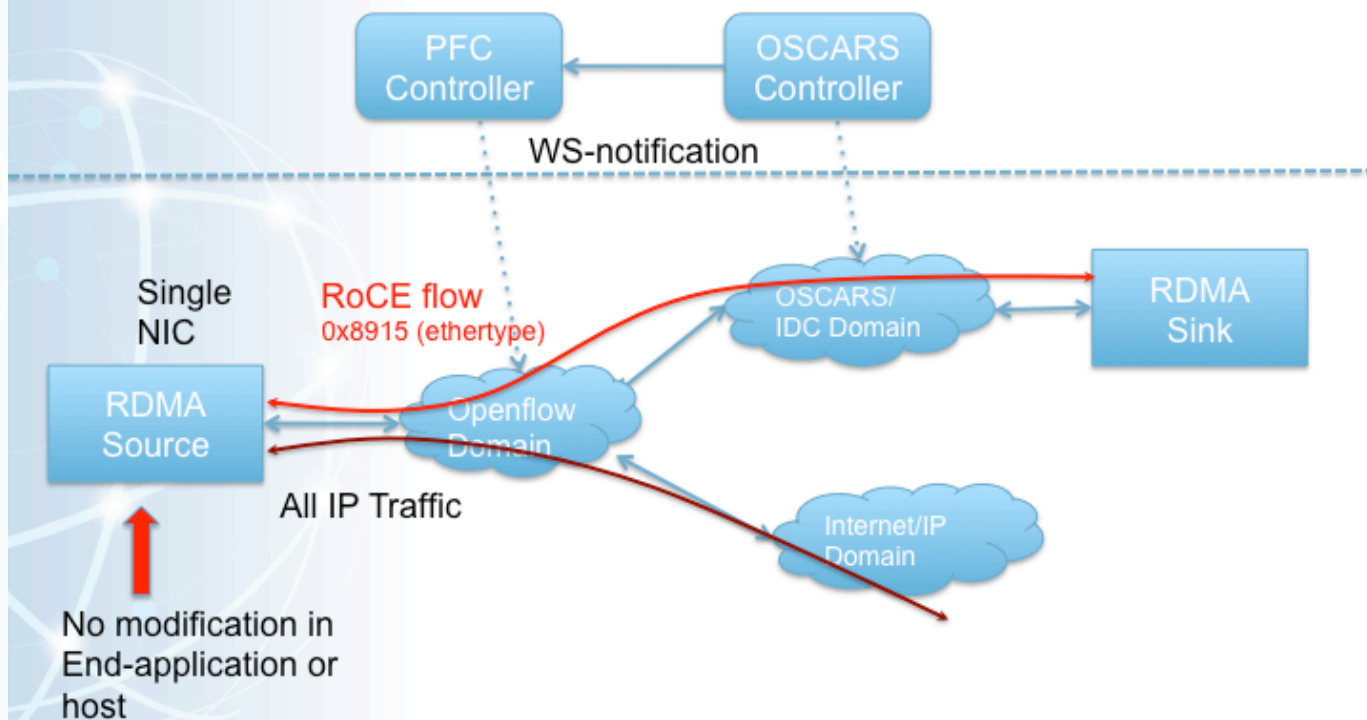 PFC
Controller
OSCARS
Controller
WS-notification
Single
NIC
RoCE flow
0x8915 (ethertype)
OSCARS/
IDC Domain
RDMA
Sink
RDMA
Source
Openflow
Domain
All IP Traffic
Internet/IP
Domain
No modification in
End-application or
host